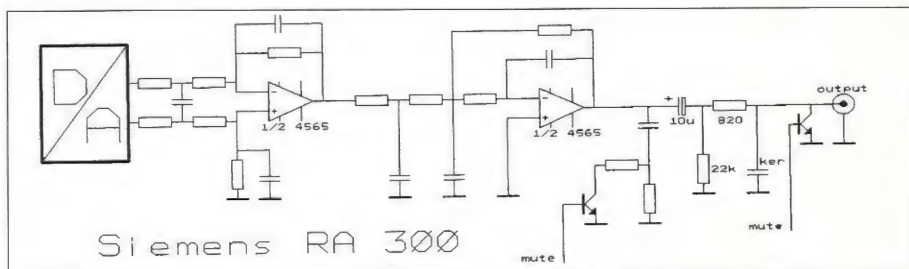 D/A
output
1/2 4565
1/2 4565
10u
820
22k
ker
mute
mute
Siemens RA 300